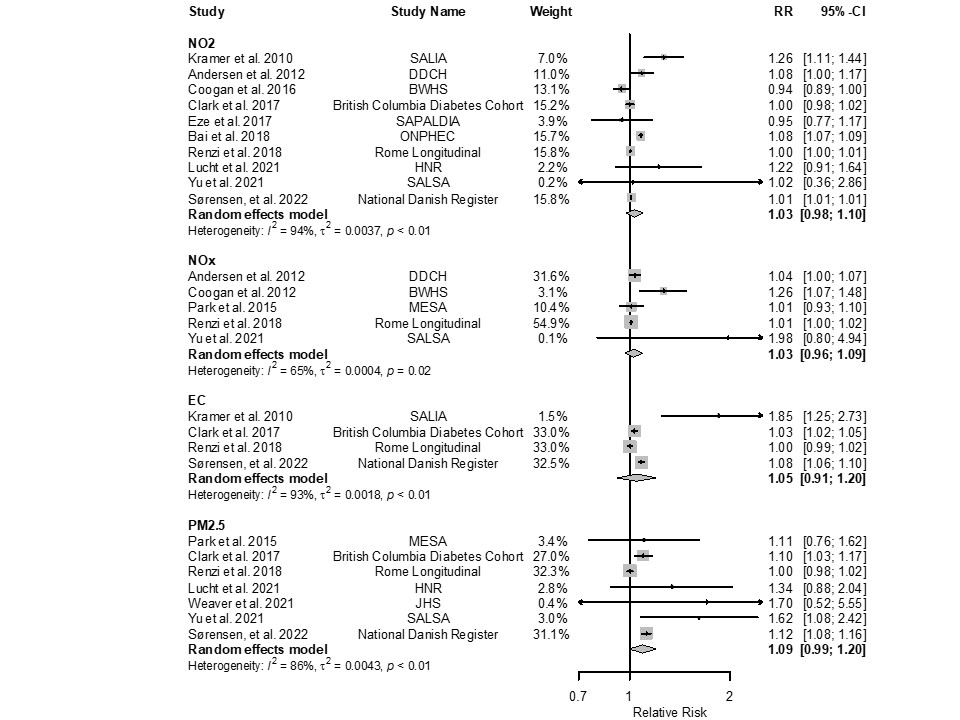 Study Study Name Weight RR 95% -CI
NO2
Kramer et al. 2010 SALIA 7.0% 1.26 [1.11; 1.44]
Andersen et al. 2012 DDCH 11.0% 1.08 [1.00; 1.17]
Coogan et al. 2016 BWHS 13.1% 0.94 [0.89; 1.00]
Clark et al. 2017 British Columbia Diabetes Cohort 15.2% 1.00 [0.98; 1.02]
Eze et al. 2017 SAPALDIA 3.9% 0.95 [0.77; 1.17]
Bai et al. 2018 ONPHEC 15.7% 1.08 [1.07; 1.09]
Renzi et al. 2018 Rome Longitudinal 15.8% 1.00 [1.00; 1.01]
Lucht et al. 2021 HNR 2.2% 1.22 [0.91; 1.64]
Yu et al. 2021 SALSA 0.2% 1.02 [0.36; 2.86]
Sørensen, et al. 2022 National Danish Register 15.8% 1.01 [1.01; 1.01]
Random effects model 1.03 [0.98; 1.10]
Heterogeneity: I² = 94%, τ² = 0.0037, p < 0.01
NOx
Andersen et al. 2012 DDCH 31.6% 1.04 [1.00; 1.07]
Coogan et al. 2012 BWHS 3.1% 1.26 [1.07; 1.48]
Park et al. 2015 MESA 10.4% 1.01 [0.93; 1.10]
Renzi et al. 2018 Rome Longitudinal 54.9% 1.01 [1.00; 1.02]
Yu et al. 2021 SALSA 0.1% 1.98 [0.80; 4.94]
Random effects model 1.03 [0.96; 1.09]
Heterogeneity: I² = 65%, τ² = 0.0004, p = 0.02
EC
Kramer et al. 2010 SALIA 1.5% 1.85 [1.25; 2.73]
Clark et al. 2017 British Columbia Diabetes Cohort 33.0% 1.03 [1.02; 1.05]
Renzi et al. 2018 Rome Longitudinal 33.0% 1.00 [0.99; 1.02]
Sørensen, et al. 2022 National Danish Register 32.5% 1.08 [1.06; 1.10]
Random effects model 1.05 [0.91; 1.20]
Heterogeneity: I² = 93%, τ² = 0.0018, p < 0.01
PM2.5
Park et al. 2015 MESA 3.4% 1.11 [0.76; 1.62]
Clark et al. 2017 British Columbia Diabetes Cohort 27.0% 1.10 [1.03; 1.17]
Renzi et al. 2018 Rome Longitudinal 32.3% 1.00 [0.98; 1.02]
Lucht et al. 2021 HNR 2.8% 1.34 [0.88; 2.04]
Weaver et al. 2021 JHS 0.4% 1.70 [0.52; 5.55]
Yu et al. 2021 SALSA 3.0% 1.62 [1.08; 2.42]
Sørensen, et al. 2022 National Danish Register 31.1% 1.12 [1.08; 1.16]
Random effects model 1.09 [0.99; 1.20]
Heterogeneity: I² = 86%, τ² = 0.0043, p < 0.01
0.7 1 2
Relative Risk